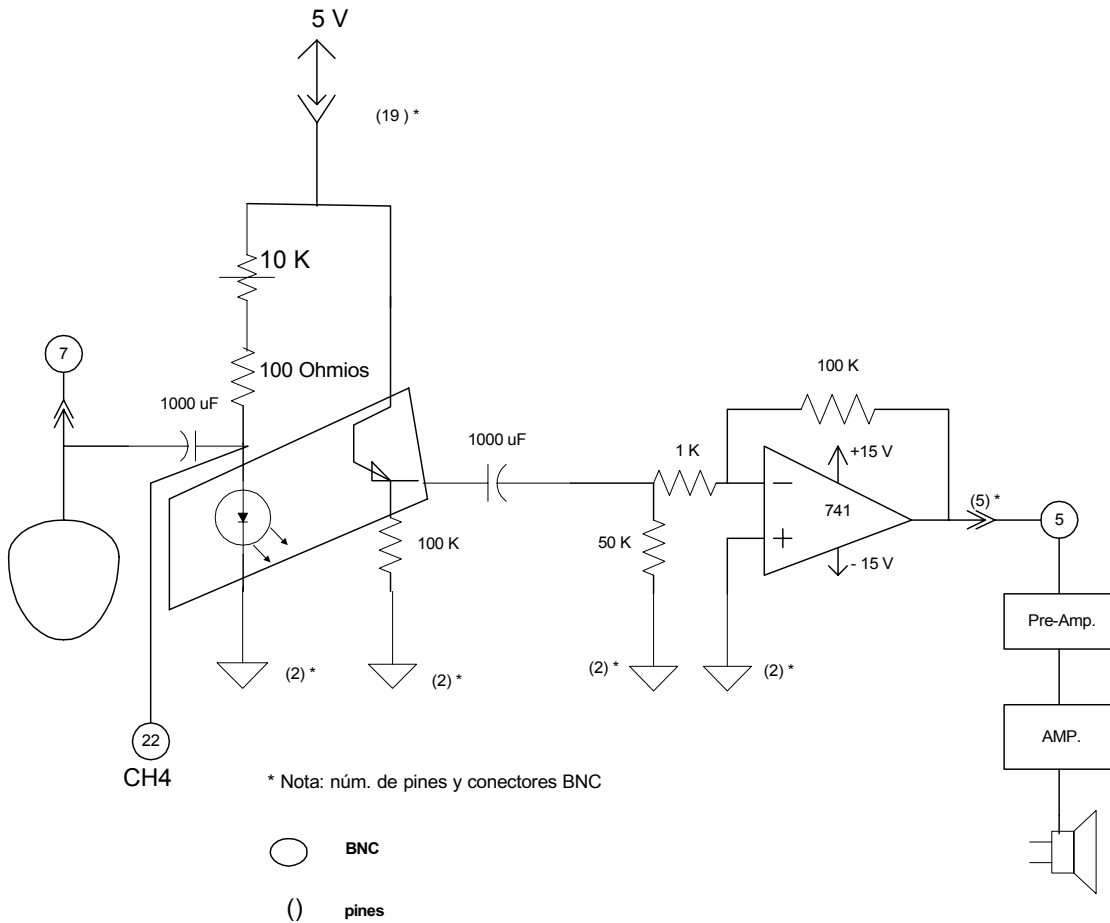 5 V
(19 ) *
10 K
7
100 Ohmios
1000 uF
1000 uF
100 K
1 K
+15 V
741
(5) *
5
100 K
50 K
- 15 V
Pre-Amp.
(2) *
(2) *
(2) *
(2) *
22
AMP.
CH4
* Nota: núm. de pines y conectores BNC
BNC
() pines